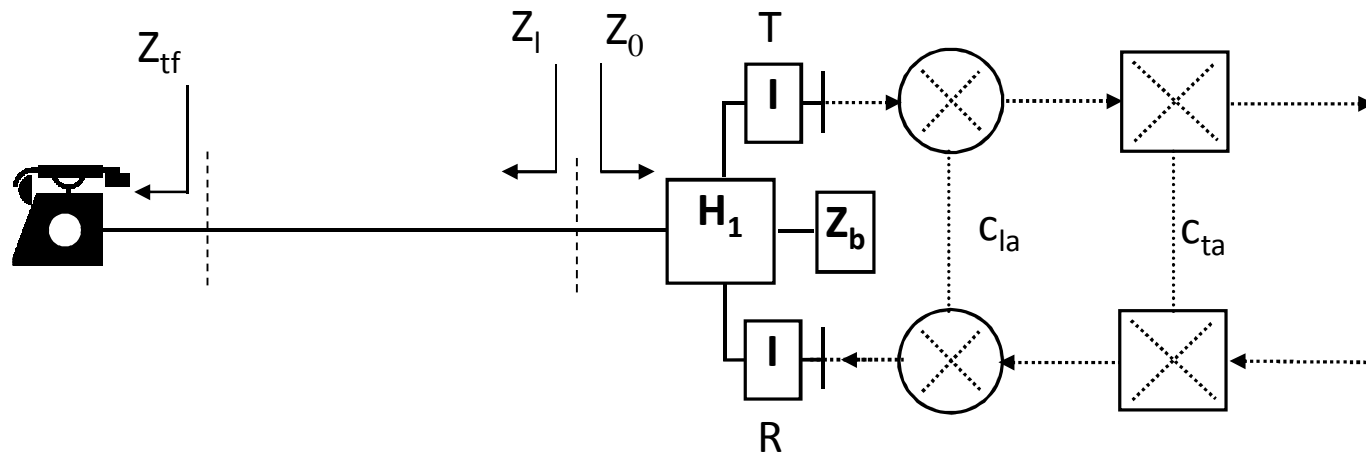 Z_tf
Z_l Z_0
T
I
H_1
Z_b
c_la
c_ta
I
R